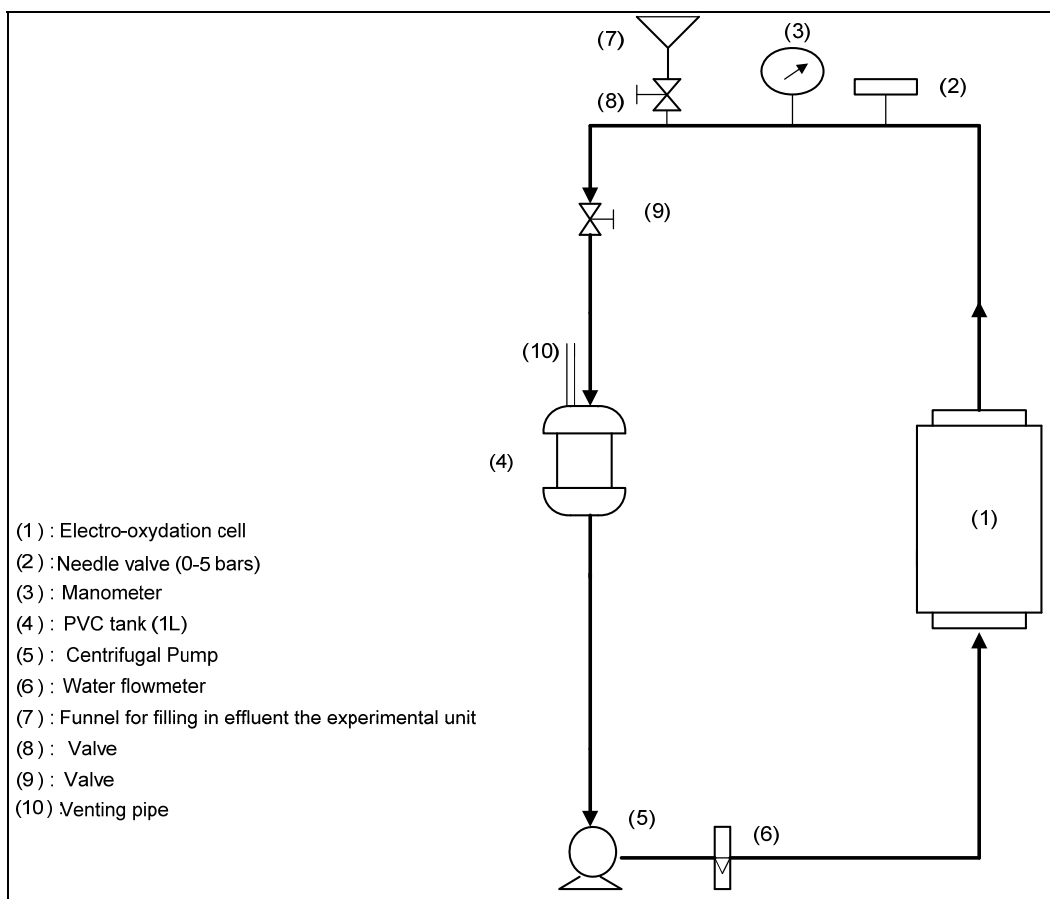 (7)
(3)
(8)
(2)
(9)
(10)
(4)
(1)
(1) : Electro-oxydation cell
(2) : Needle valve (0-5 bars)
(3) : Manometer
(4) : PVC tank (1L)
(5) : Centrifugal Pump
(6) : Water flowmeter
(7) : Funnel for filling in effluent the experimental unit
(8) : Valve
(9) : Valve
(10) : Venting pipe
(5)
(6)